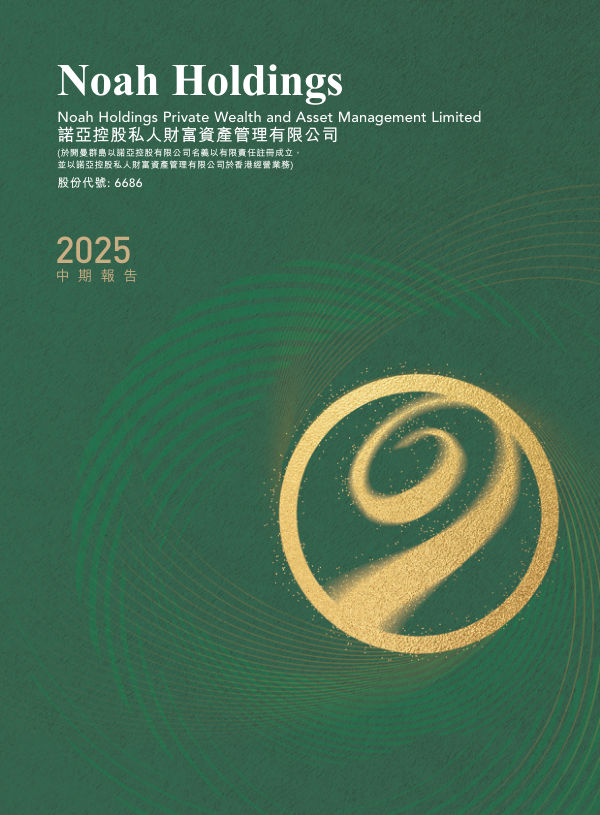 Noah Holdings
Noah Holdings Private Wealth and Asset Management Limited
諾亞控股私人財富資產管理有限公司
(於開曼群島以諾亞控股有限公司名義以有限責任註冊成立，
並以諾亞控股私人財富資產管理有限公司於香港經營業務)
股份代號: 6686
2025
中期報告